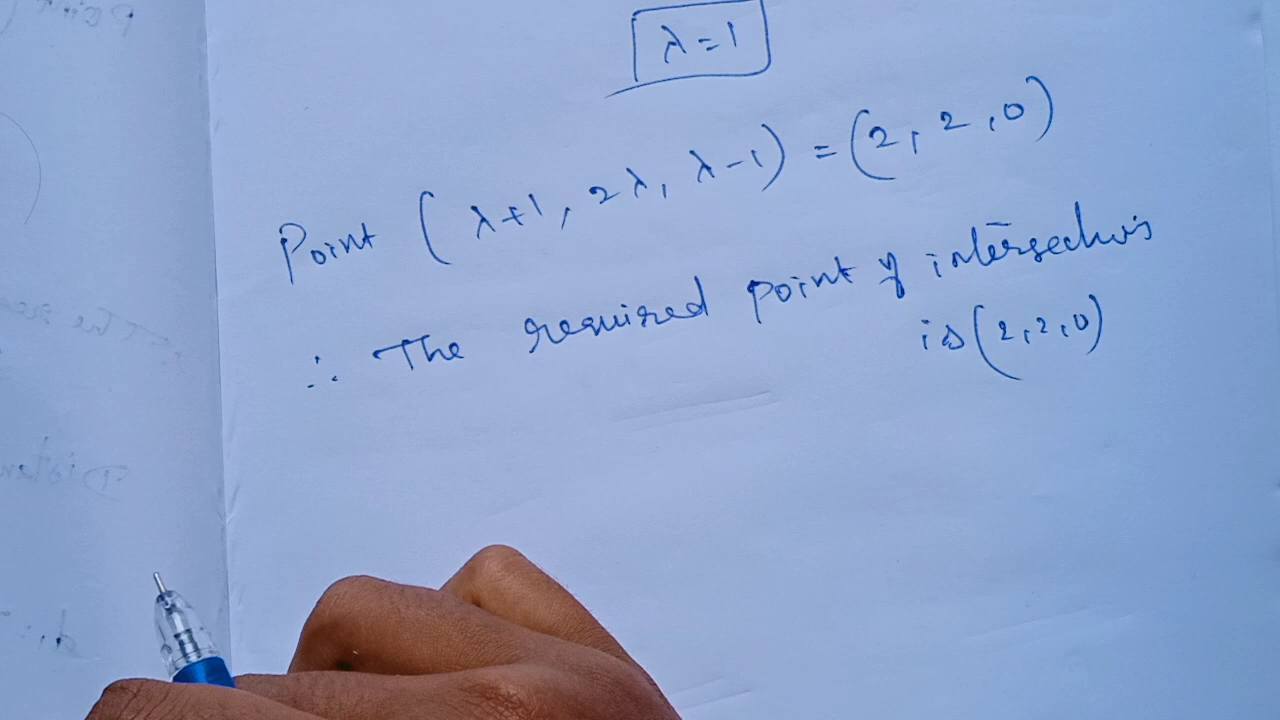 λ=1
Point (λ+1, 2λ, λ-1) = (2, 2, 0)
∴ The required point of intersection
is (2,2,0)